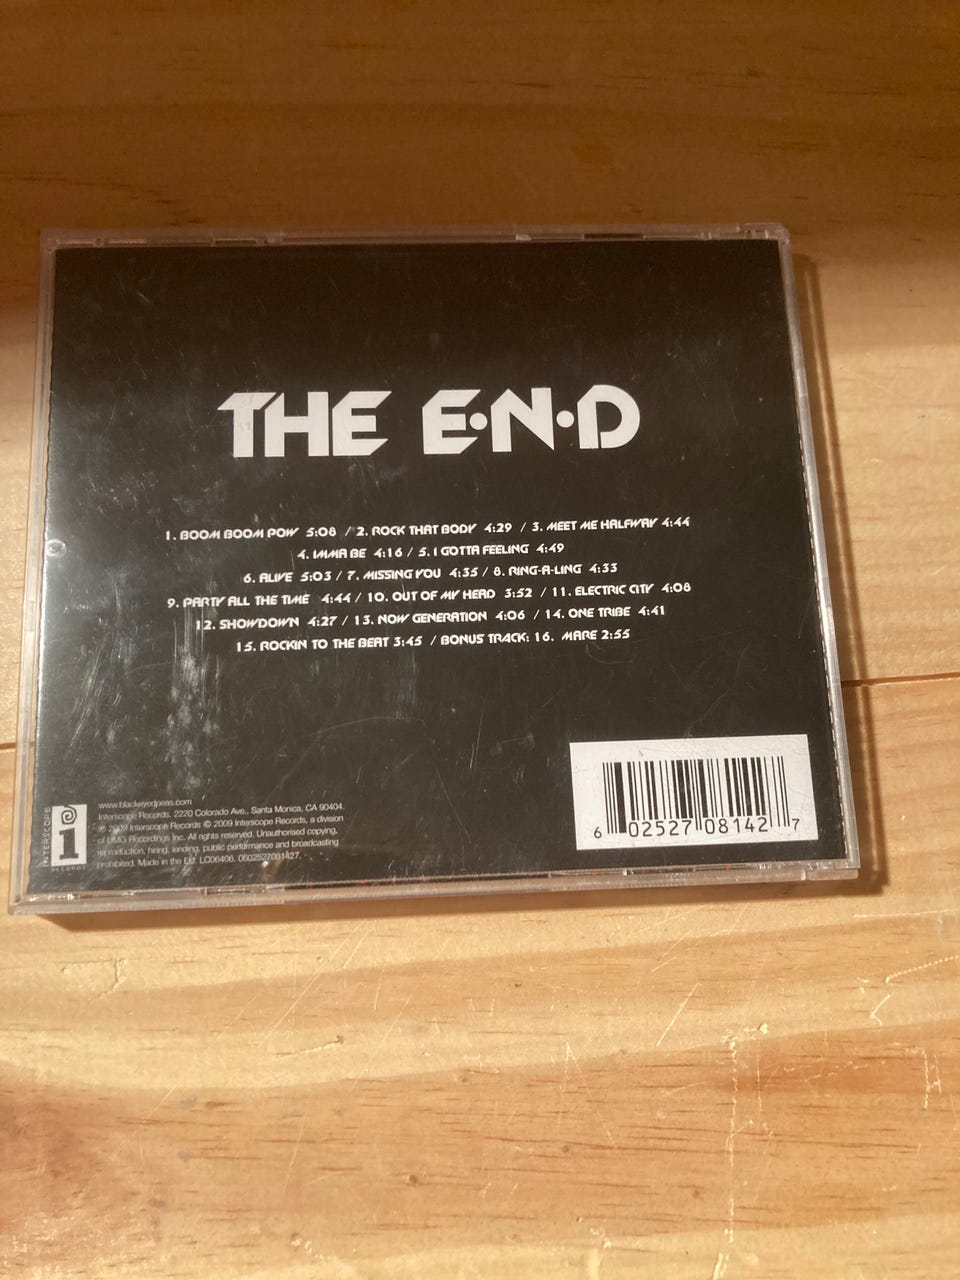 THE E·N·D
1. BOOM BOOM POW 5:08 / 2. ROCK THAT BODY 4:29 / 3. MEET ME HALFWAY 4:44
4. IMMA BE 4:16 / 5. I GOTTA FEELING 4:49
6. ALIVE 5:03 / 7. MISSING YOU 4:35 / 8. RING-A-LING 4:33
9. PARTY ALL THE TIME 4:44 / 10. OUT OF MY HEAD 3:52 / 11. ELECTRIC CITY 4:08
12. SHOWDOWN 4:27 / 13. NOW GENERATION 4:06 / 14. ONE TRIBE 4:41
15. ROCKIN TO THE BEAT 3:45 / BONUS TRACK: 16. MARE 2:55
INTERSCOPE
i
RECORDS
www.blackeyedpeas.com
Interscope Records, 2220 Colorado Ave., Santa Monica, CA 90404.
℗ 2009 Interscope Records © 2009 Interscope Records, a division
of UMG Recordings Inc. All rights reserved. Unauthorised copying,
reproduction, hiring, lending, public performance and broadcasting
prohibited. Made in the EU. LC06406. 0602527081427.
6 02527 08142 7